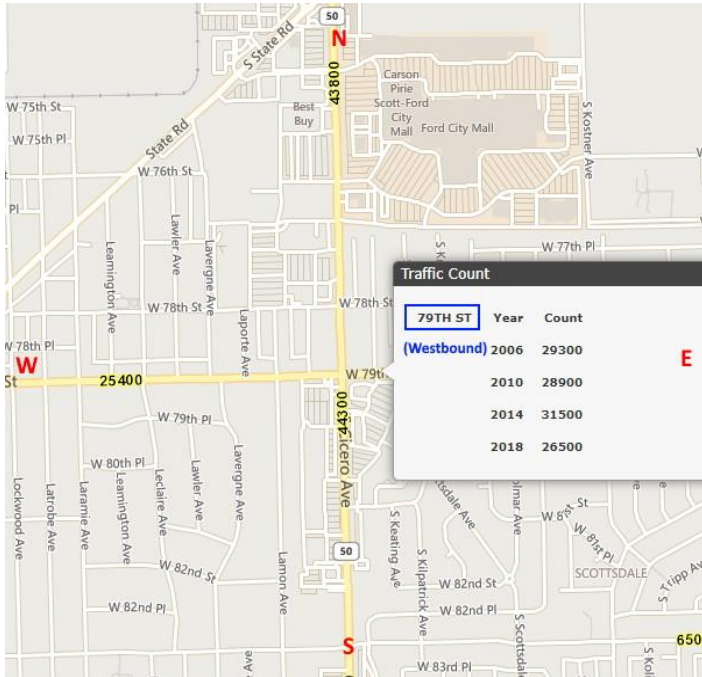 50
N
S State Rd
43800
Carson
Pirie
Scott-Ford
City
Mall
Ford City Mall
Best
Buy
S Kostner Ave
W 75th St
W 75th Pl
State Rd
W 76th St
Pl
Leamington Ave
Lawler Ave
Lavergne Ave
Laporte Ave
W 77th Pl
W 78th St
W 78th St
W 78th Pl
W
St
25400
W 79th
44300
Cicero Ave
Traffic Count
79TH ST Year Count
(Westbound) 2006 29300
2010 28900
2014 31500
2018 26500
E
W 79th Pl
W 80th Pl
Lockwood Ave
Latrobe Ave
Laramie Ave
Leamington Ave
Leclaire Ave
Lawler Ave
Lavergne Ave
W 82nd St
W 82nd Pl
Lamon Ave
50
S Keating Ave
S Kilpatrick Ave
S Scottsdale
W 81st Pl
SCOTTSDALE
S Tripp Av
W 82nd St
W 82nd Pl
W 83rd Pl
S
650